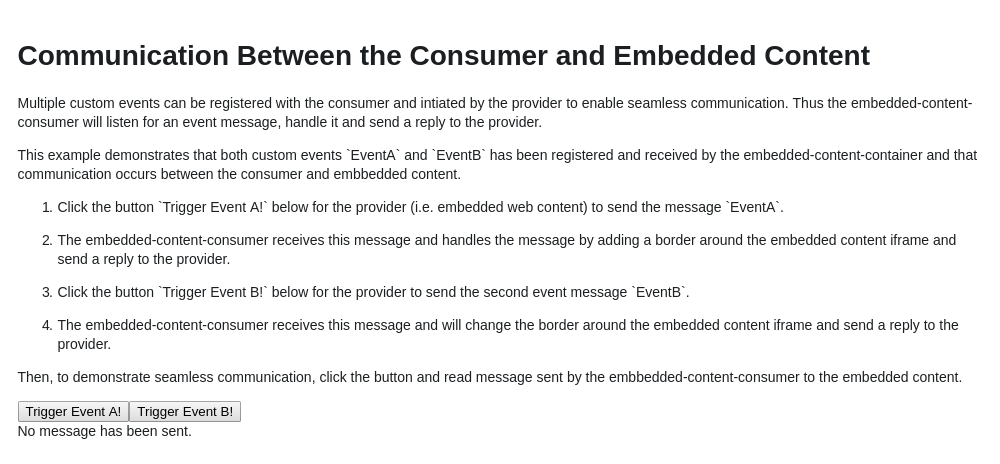 Communication Between the Consumer and Embedded Content
Multiple custom events can be registered with the consumer and intiated by the provider to enable seamless communication. Thus the embedded-content-
consumer will listen for an event message, handle it and send a reply to the provider.
This example demonstrates that both custom events `EventA` and `EventB` has been registered and received by the embedded-content-container and that
communication occurs between the consumer and embbedded content.
1. Click the button `Trigger Event A!` below for the provider (i.e. embedded web content) to send the message `EventA`.
2. The embedded-content-consumer receives this message and handles the message by adding a border around the embedded content iframe and
send a reply to the provider.
3. Click the button `Trigger Event B!` below for the provider to send the second event message `EventB`.
4. The embedded-content-consumer receives this message and will change the border around the embedded content iframe and send a reply to the
provider.
Then, to demonstrate seamless communication, click the button and read message sent by the embbedded-content-consumer to the embedded content.
Trigger Event A! Trigger Event B!
No message has been sent.